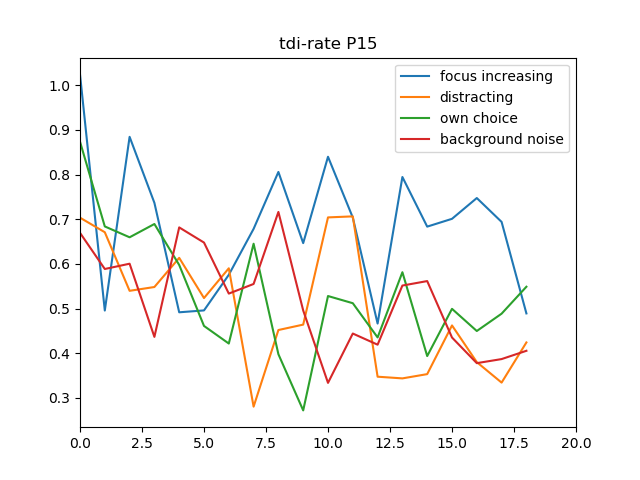 tdi-rate P15
focus increasing
distracting
own choice
background noise
1.0
0.9
0.8
0.7
0.6
0.5
0.4
0.3
0.0 2.5 5.0 7.5 10.0 12.5 15.0 17.5 20.0